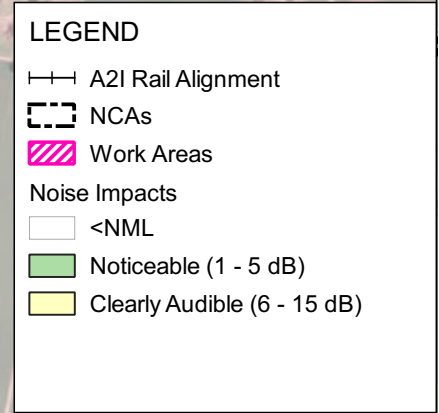 LEGEND
A2I Rail Alignment
NCAs
Work Areas
Noise Impacts
<NML
Noticeable (1 - 5 dB)
Clearly Audible (6 - 15 dB)